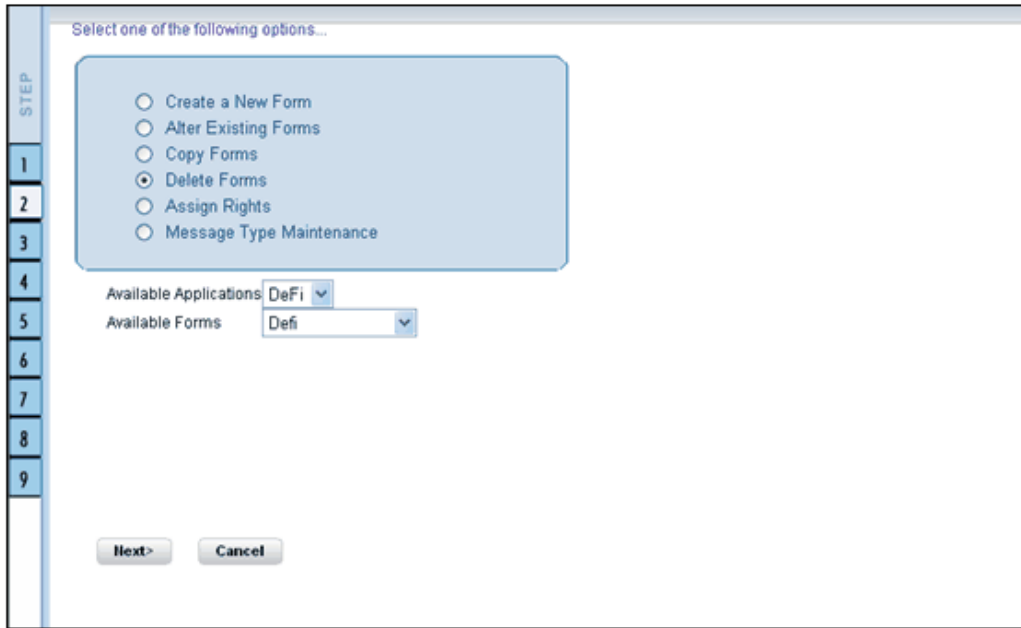 Select one of the following options...
STEP
Create a New Form
Alter Existing Forms
Copy Forms
Delete Forms
Assign Rights
Message Type Maintenance
1
2
3
4
5
6
7
8
9
Available Applications DeFi
Available Forms Defi
Next> Cancel